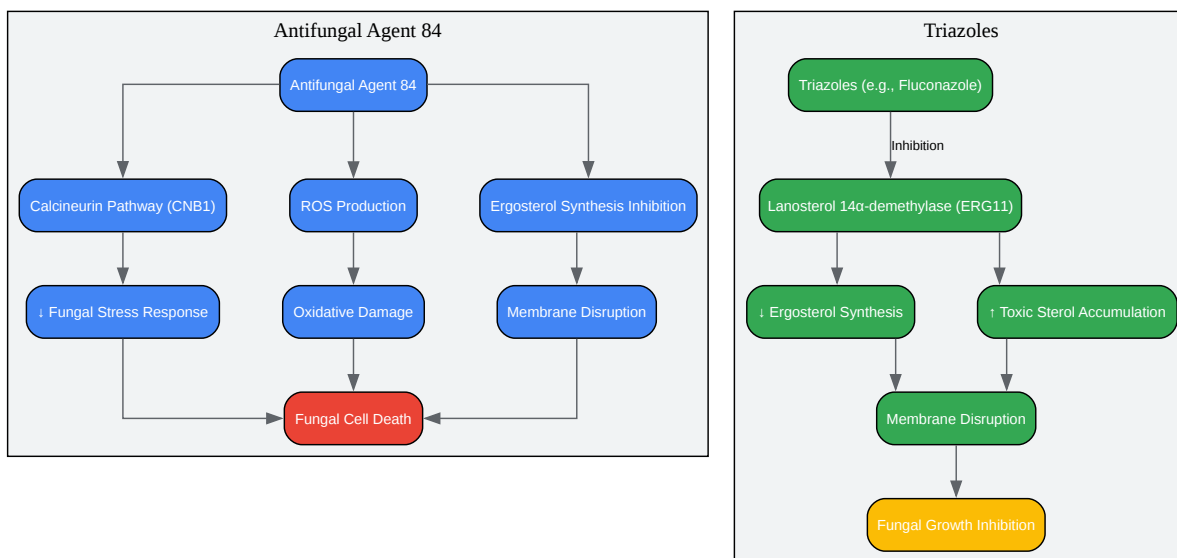 Antifungal Agent 84
Antifungal Agent 84
Calcineurin Pathway (CNB1)
ROS Production
Ergosterol Synthesis Inhibition
↓ Fungal Stress Response
Oxidative Damage
Membrane Disruption
Fungal Cell Death
Triazoles
Triazoles (e.g., Fluconazole)
Inhibition
Lanosterol 14α-demethylase (ERG11)
↓ Ergosterol Synthesis
↑ Toxic Sterol Accumulation
Membrane Disruption
Fungal Growth Inhibition